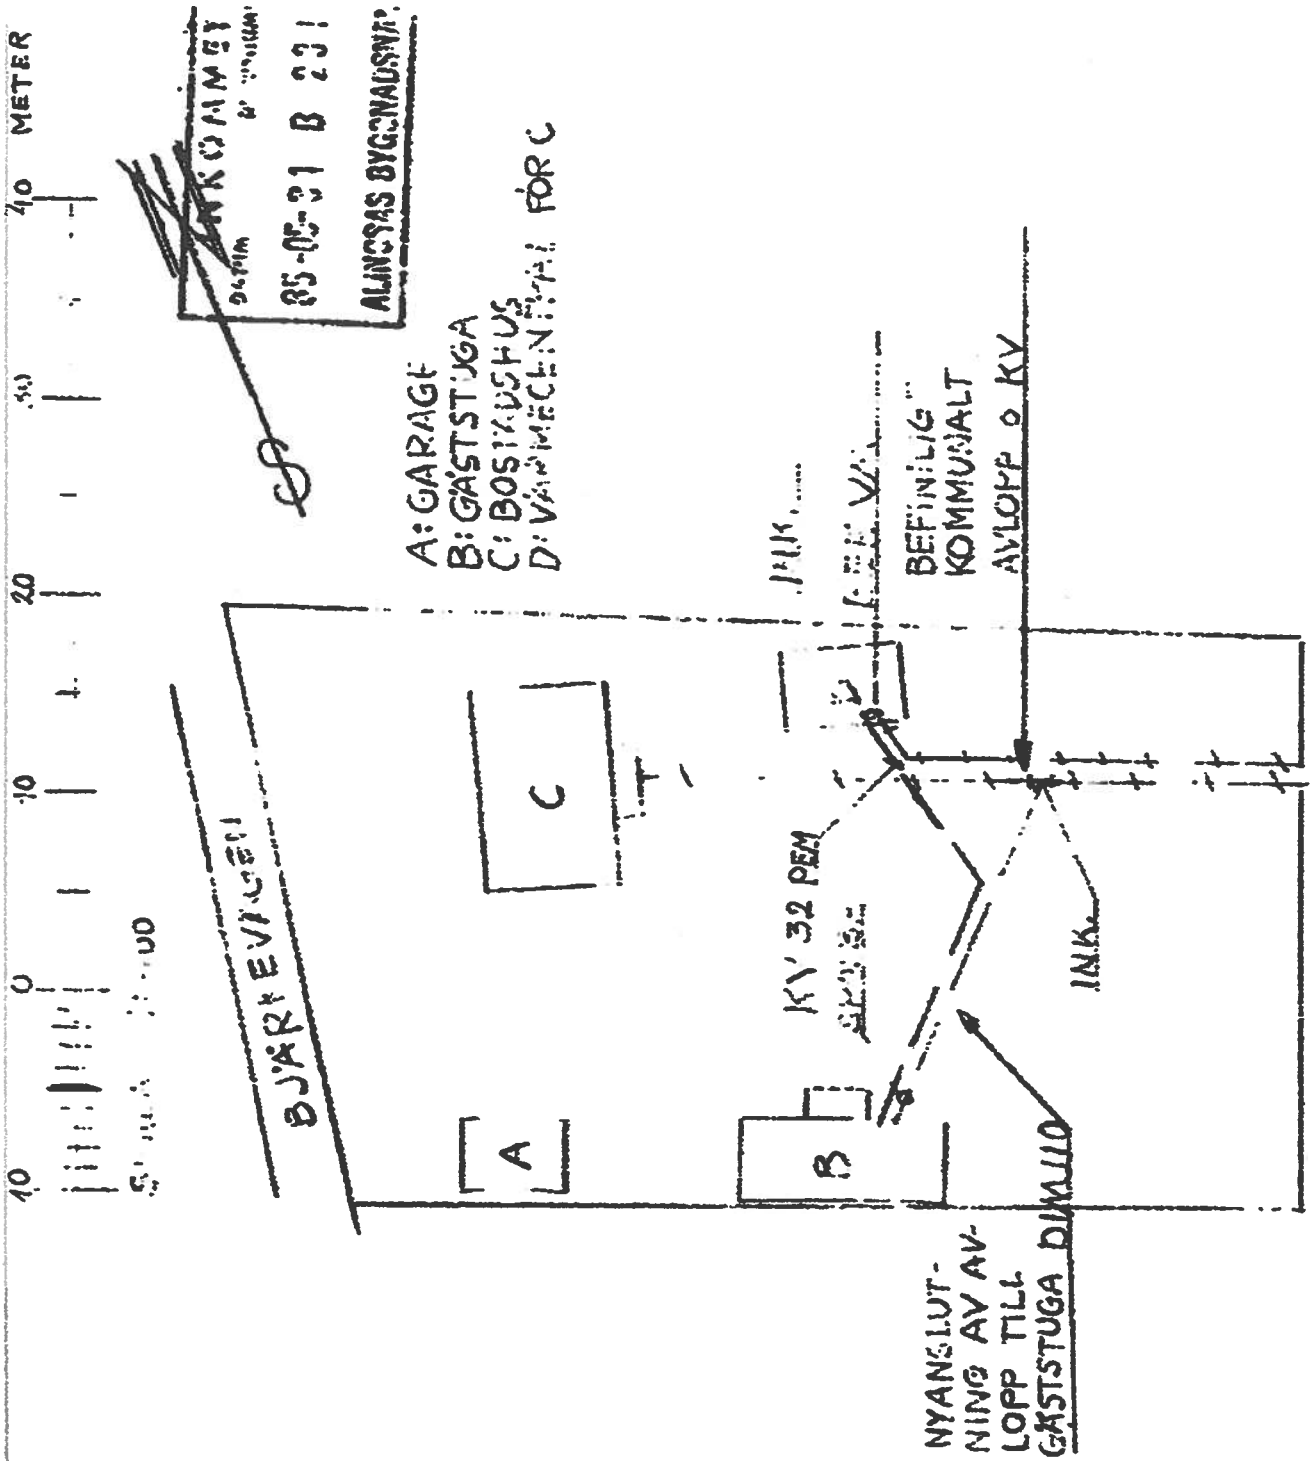 10 0 10 20 30 40 METER
INKOMMET
DATUM
85-05-31 B 231
ALINGSÅS BYGGNADSNÄ
A: GARAGE
B: GÄSTSTUGA
C: BOSTADSHUS
D: VÄRMECENTRAL FÖR C
BJÄRKEVÄGEN
A
C
B
INK.
BEFINTLIG
KOMMUNALT
AVLOPP o KV
KV 32 PEM
INK.
NYANSLUT-
NING AV AV-
LOPP TILL
GÄSTSTUGA DIM 110